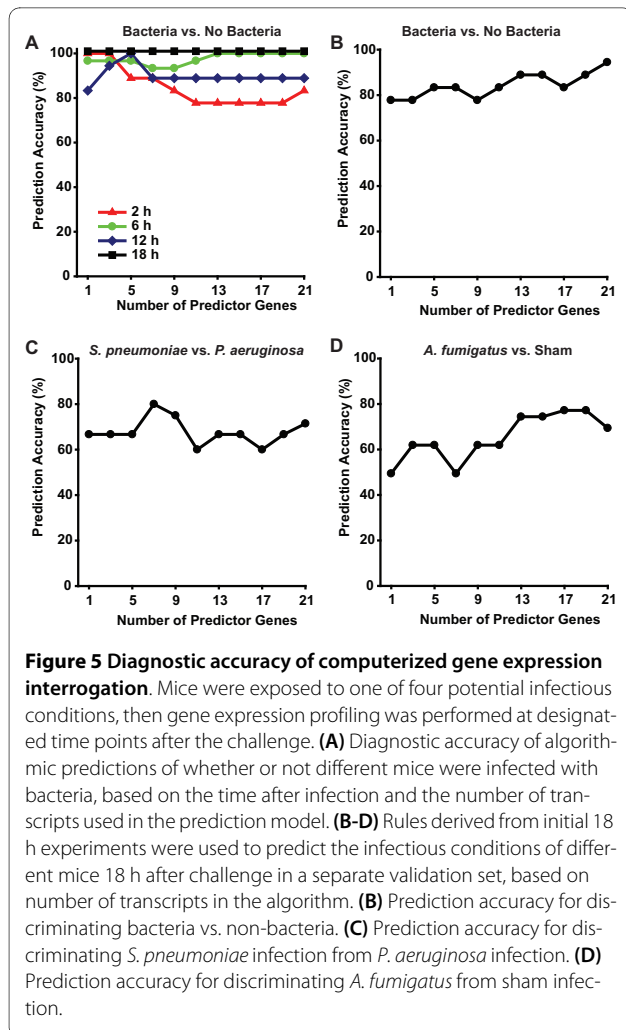 A
Bacteria vs. No Bacteria
Prediction Accuracy (%)
100
80
60
40
20
0
2 h
6 h
12 h
18 h
1 5 9 13 17 21
Number of Predictor Genes
B
Bacteria vs. No Bacteria
Prediction Accuracy (%)
100
80
60
40
20
0
1 5 9 13 17 21
Number of Predictor Genes
C
S. pneumoniae vs. P. aeruginosa
Prediction Accuracy (%)
100
80
60
40
20
0
1 5 9 13 17 21
Number of Predictor Genes
D
A. fumigatus vs. Sham
Prediction Accuracy (%)
100
80
60
40
20
0
1 5 9 13 17 21
Number of Predictor Genes
Figure 5 Diagnostic accuracy of computerized gene expression
interrogation. Mice were exposed to one of four potential infectious
conditions, then gene expression profiling was performed at designat-
ed time points after the challenge. (A) Diagnostic accuracy of algorith-
mic predictions of whether or not different mice were infected with
bacteria, based on the time after infection and the number of tran-
scripts used in the prediction model. (B-D) Rules derived from initial 18
h experiments were used to predict the infectious conditions of differ-
ent mice 18 h after challenge in a separate validation set, based on
number of transcripts in the algorithm. (B) Prediction accuracy for dis-
criminating bacteria vs. non-bacteria. (C) Prediction accuracy for dis-
criminating S. pneumoniae infection from P. aeruginosa infection. (D)
Prediction accuracy for discriminating A. fumigatus from sham infec-
tion.